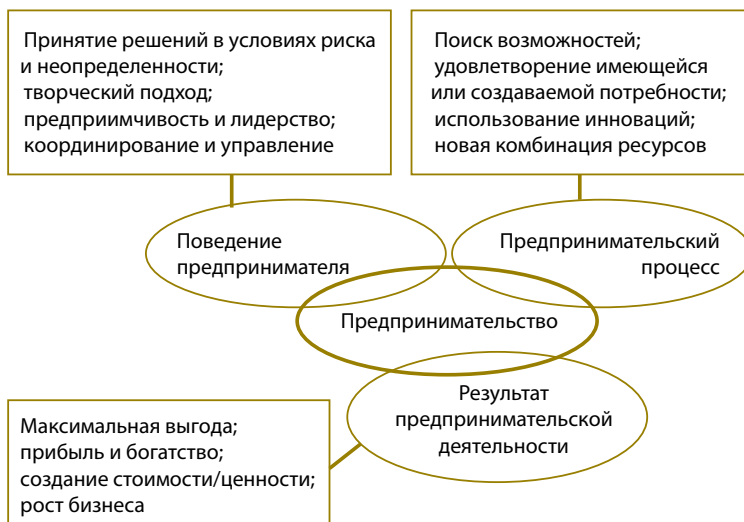 Принятие решений в условиях риска
и неопределенности;
творческий подход;
предприимчивость и лидерство;
координирование и управление
Поиск возможностей;
удовлетворение имеющейся
или создаваемой потребности;
использование инноваций;
новая комбинация ресурсов
Поведение
предпринимателя
Предпринимательский
процесс
Предпринимательство
Результат
предпринимательской
деятельности
Максимальная выгода;
прибыль и богатство;
создание стоимости/ценности;
рост бизнеса